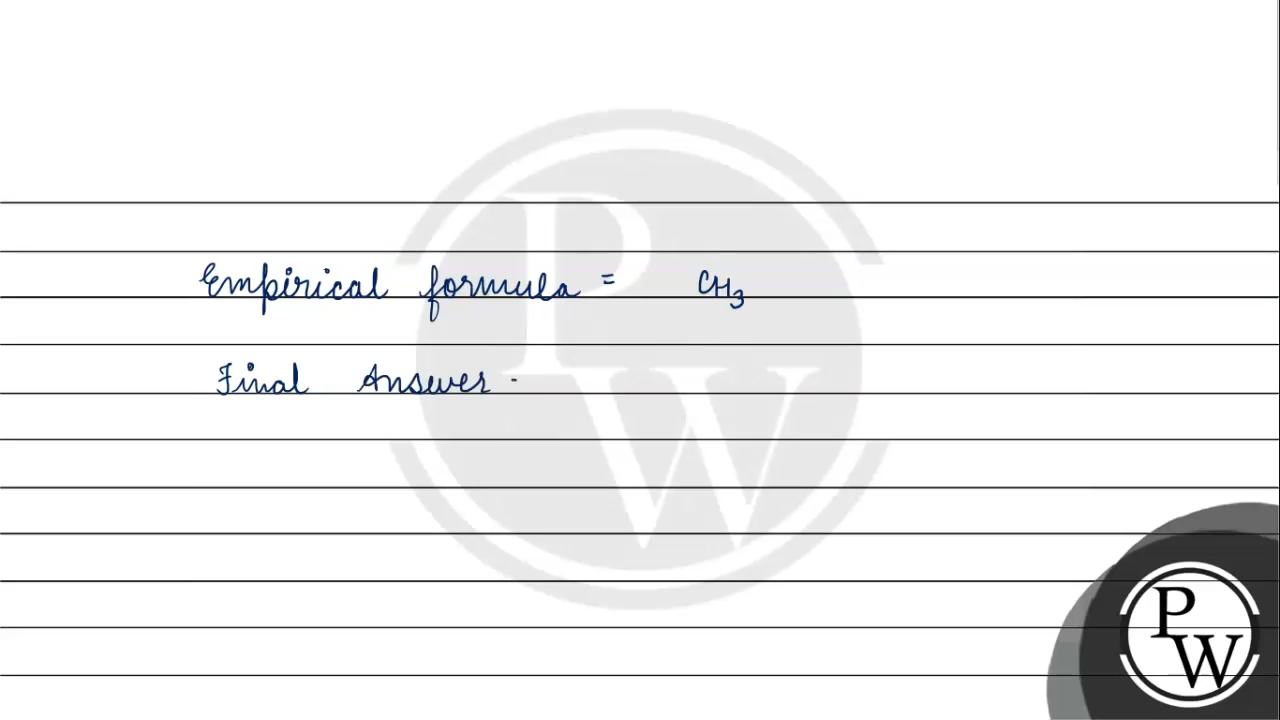 Empirical formula = CH₃
Final Answer -
P
W
P
W